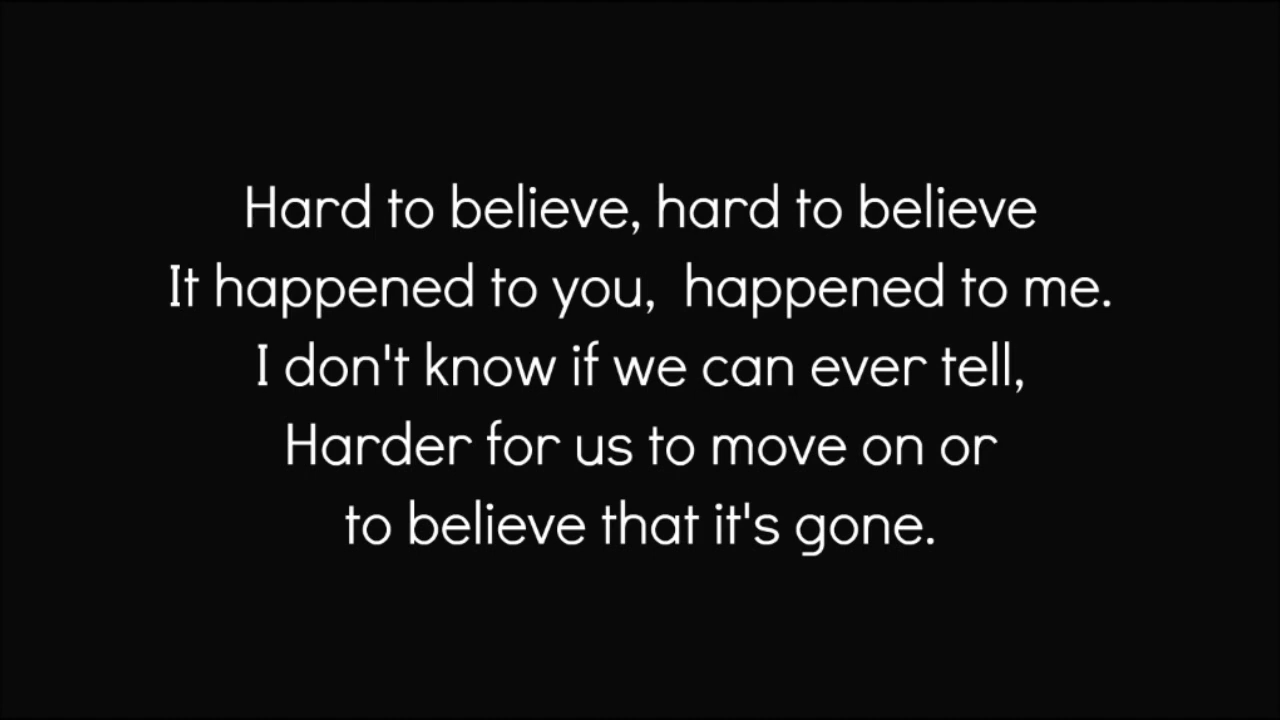 Hard to believe, hard to believe
It happened to you,  happened to me.
I don't know if we can ever tell,
Harder for us to move on or
to believe that it's gone.